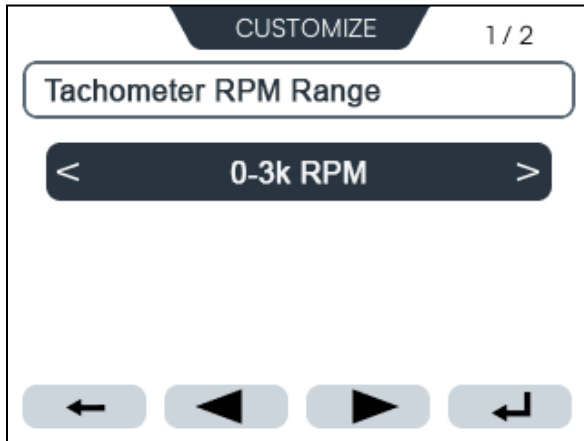 CUSTOMIZE
1 / 2
Tachometer RPM Range
< 0-3k RPM >